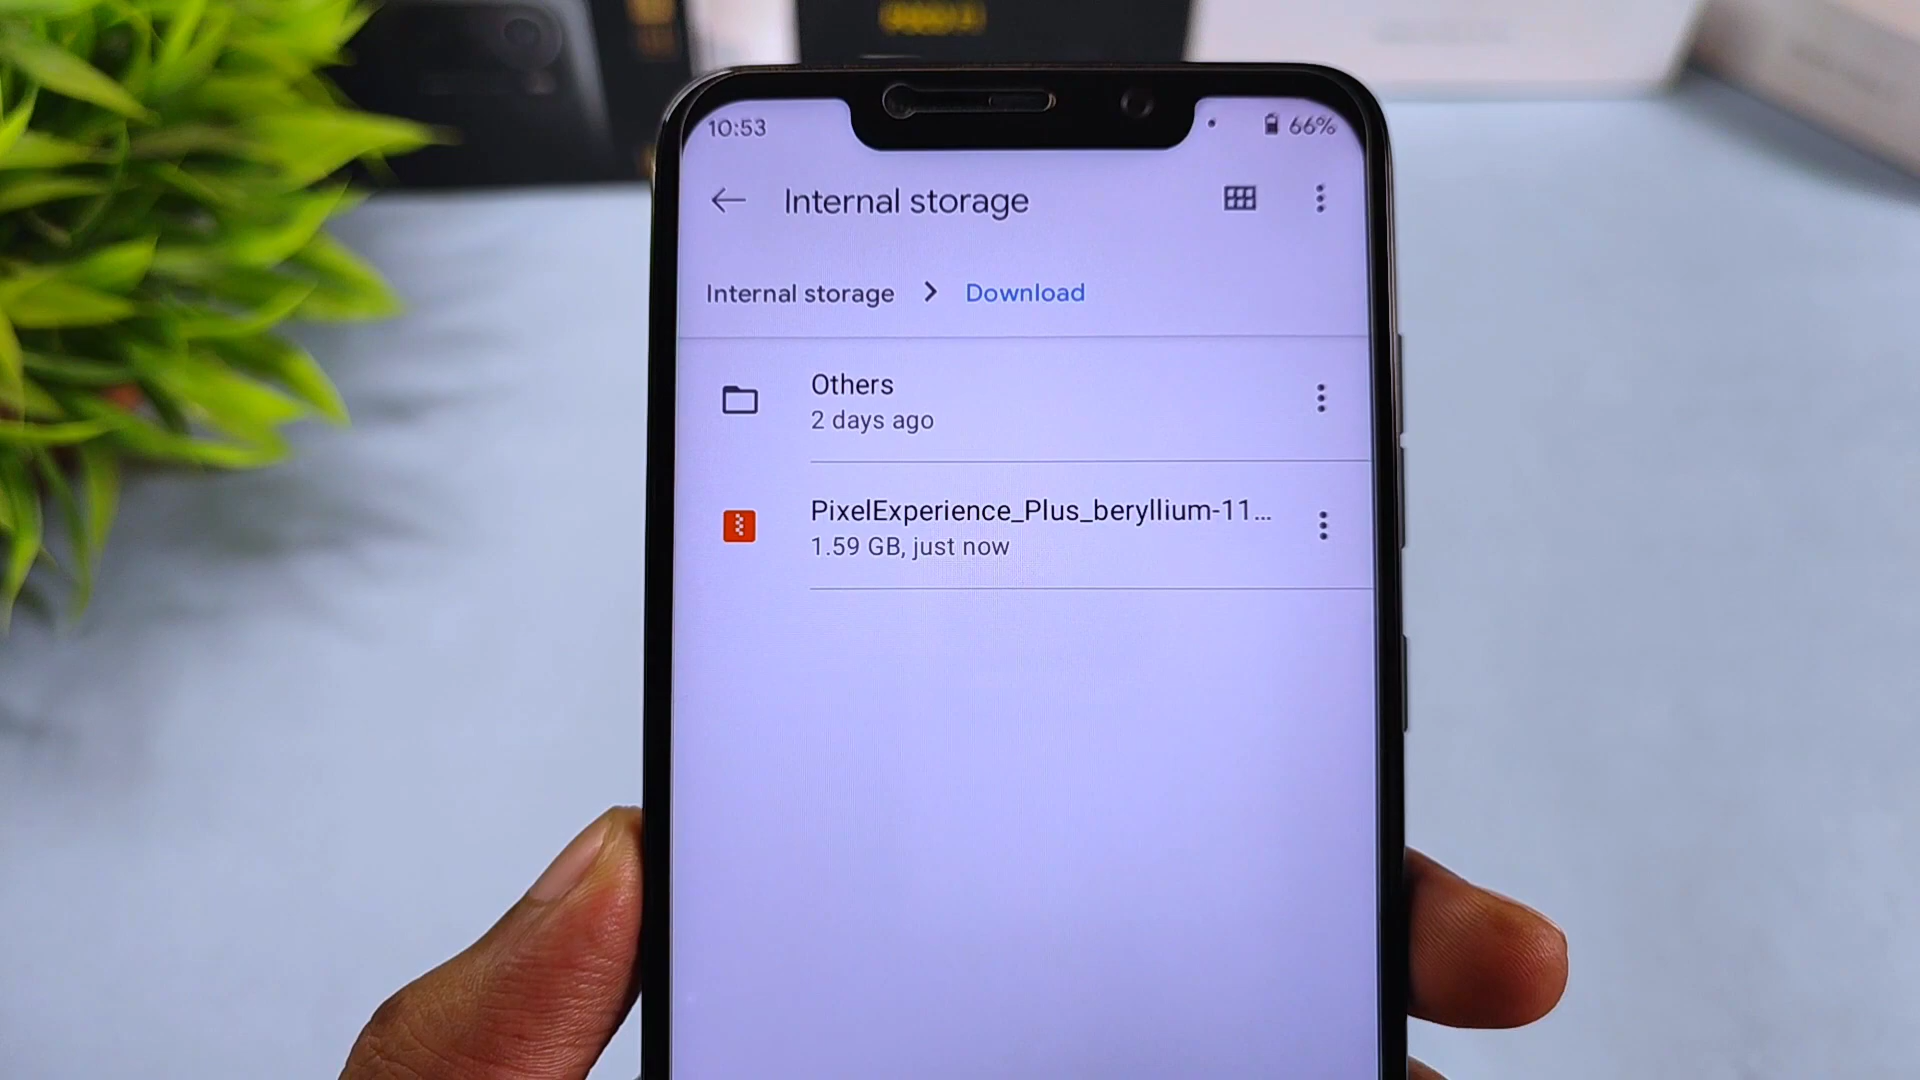 10:53
66%
Internal storage
Internal storage > Download
Others
2 days ago
PixelExperience_Plus_beryllium-11...
1.59 GB, just now